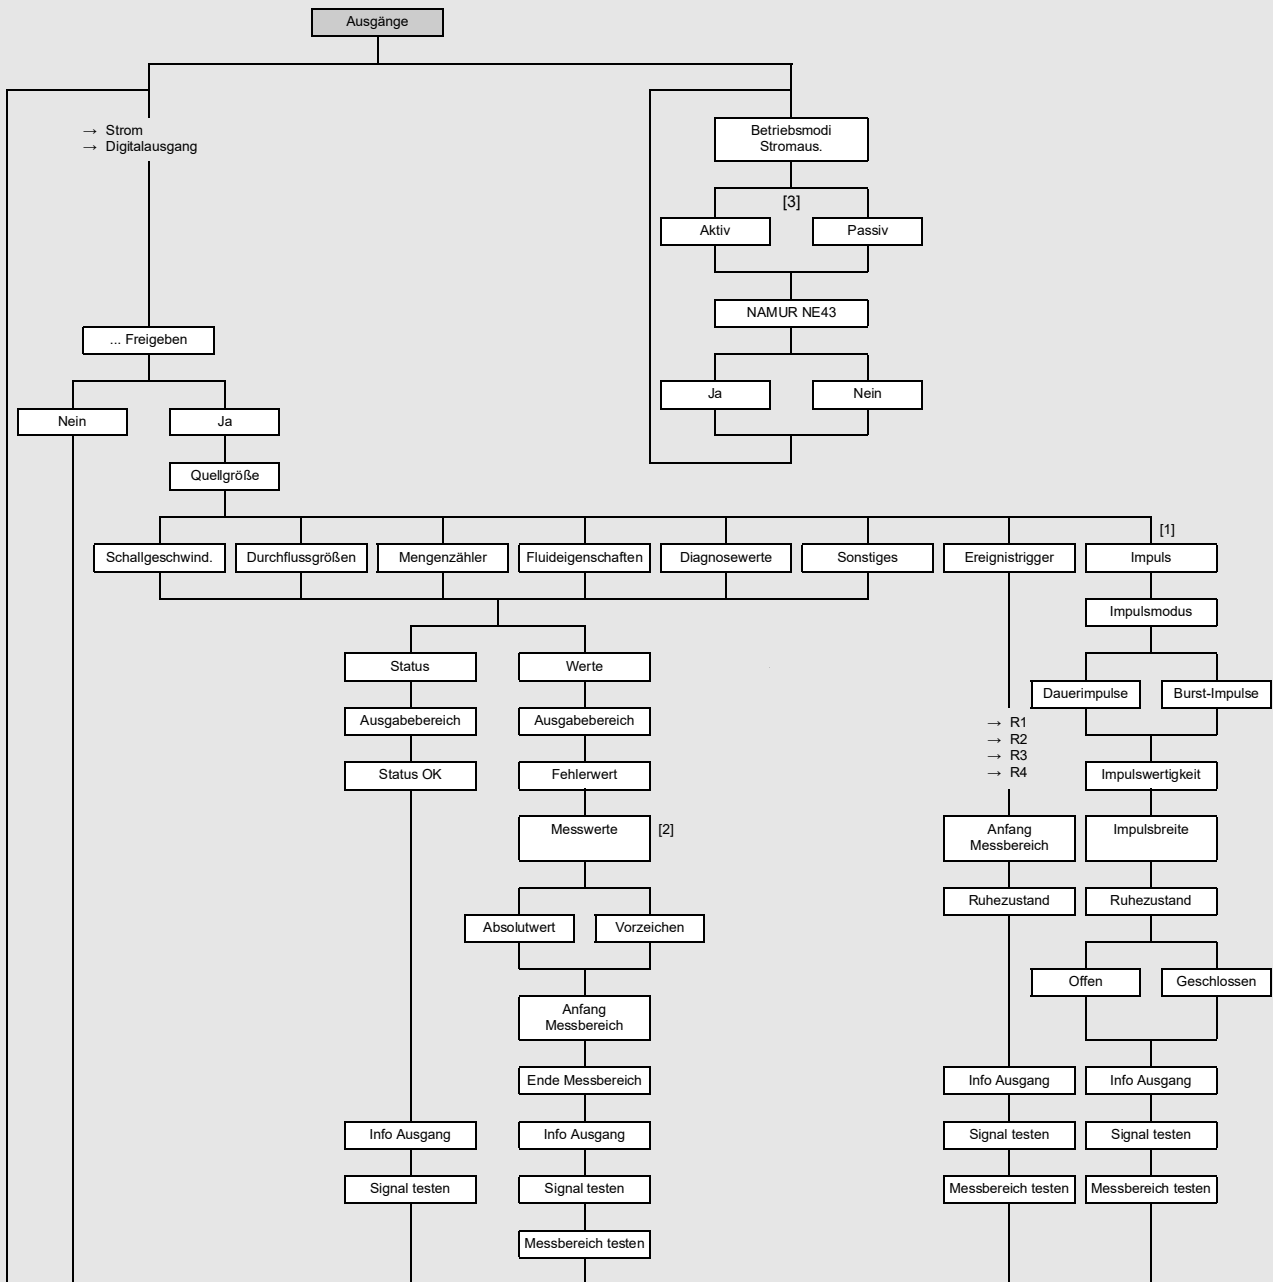 Ausgänge
→ Strom
→ Digitalausgang
Betriebsmodi
Stromaus.
[3]
Aktiv
Passiv
NAMUR NE43
... Freigeben
Ja
Nein
Nein
Ja
Quellgröße
[1]
Schallgeschwind.
Durchflussgrößen
Mengenzähler
Fluideigenschaften
Diagnosewerte
Sonstiges
Ereignistrigger
Impuls
Impulsmodus
Status
Werte
Dauerimpulse
Burst-Impulse
Ausgabebereich
Ausgabebereich
→ R1
→ R2
→ R3
→ R4
Status OK
Fehlerwert
Impulswertigkeit
Messwerte
[2]
Anfang
Messbereich
Impulsbreite
Ruhezustand
Ruhezustand
Absolutwert
Vorzeichen
Offen
Geschlossen
Anfang
Messbereich
Ende Messbereich
Info Ausgang
Info Ausgang
Info Ausgang
Info Ausgang
Signal testen
Signal testen
Signal testen
Signal testen
Messbereich testen
Messbereich testen
Messbereich testen